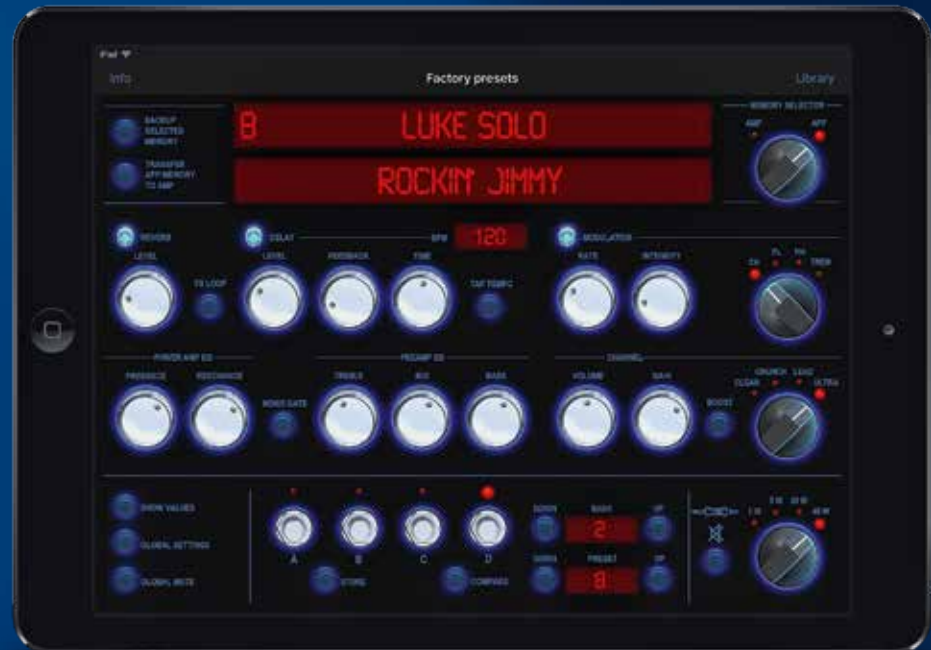 iPad
Info
Factory presets
Library
BACKUP
SELECTED
MEMORY
8 LUKE SOLO
MEMORY SELECTOR
AMP APP
TRANSFER
APP MEMORY
TO AMP
ROCKIN' JIMMY
REVERB
DELAY
BPM
120
MODULATION
LEVEL
TO LOOP
LEVEL
FEEDBACK
TIME
TAP TEMPO
RATE
INTENSITY
CH FL PH TREM
POWER AMP EQ
PREAMP EQ
CHANNEL
PRESENCE
RESONANCE
NOISE GATE
TREBLE
MID
BASS
VOLUME
GAIN
BOOST
CLEAN CRUNCH LEAD ULTRA
SHOW VALUES
GLOBAL SETTINGS
GLOBAL MUTE
A B C D
STORE
COMPARE
DOWN BANK UP
2
DOWN PRESET UP
8
1 W 5 W 20 W 40 W